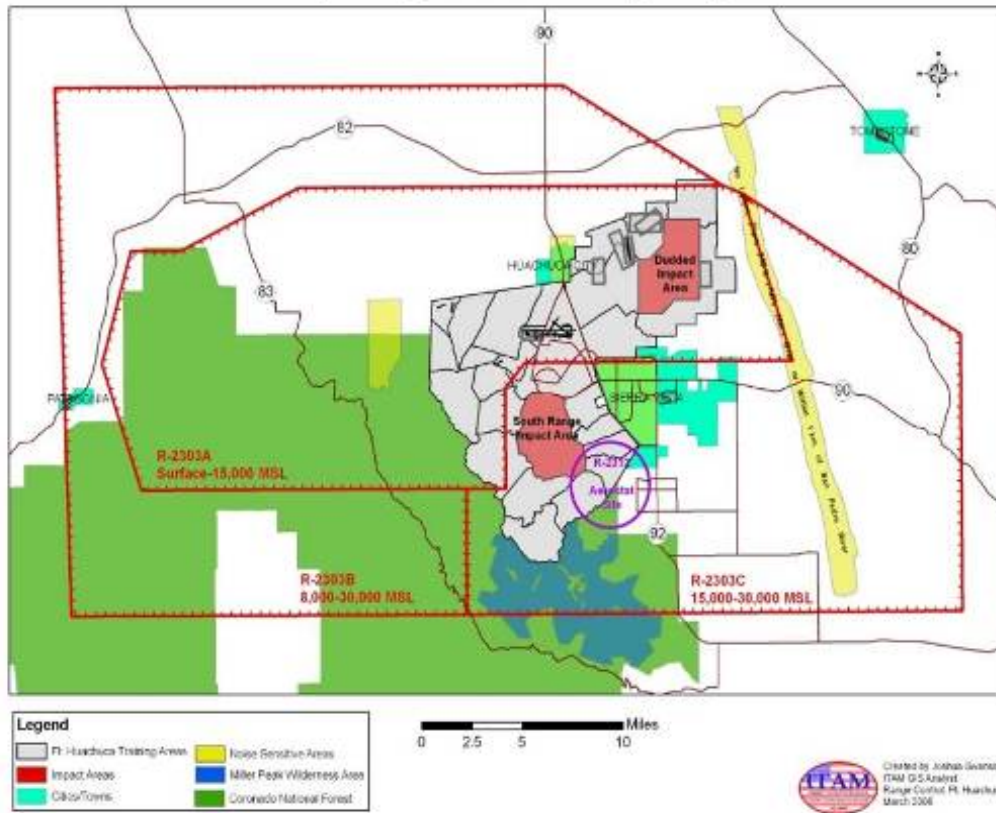 90
82
TOMBSTONE
80
83
HUACHUCA CITY
Dudded
Impact
Area
PATAGONIA
90
SIERRA VISTA
South Range
Impact Area
R-2303A
Surface-15,000 MSL
R-2312
Aerostat
Site
92
R-2303B
8,000-30,000 MSL
R-2303C
15,000-30,000 MSL
Legend
Ft. Huachuca Training Areas
Impact Areas
Cities/Towns
Noise Sensitive Areas
Miller Peak Wilderness Area
Coronado National Forest
Miles
0 2.5 5 10
ITAM
Created by Joshua
ITAM GIS Analyst
Range Control, Ft. Huachuca
March 2006